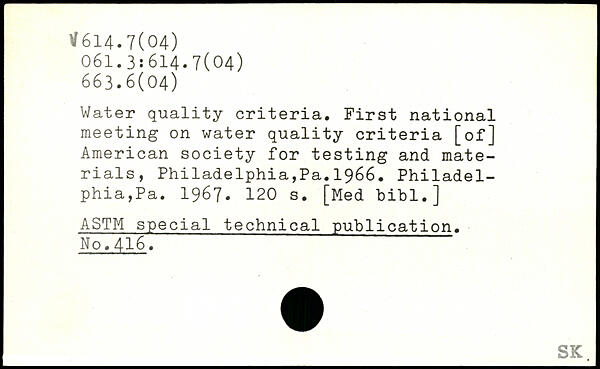 V614.7(04)
061.3:614.7(04)
663.6(04)
Water quality criteria. First national
meeting on water quality criteria [of]
American society for testing and mate-
rials, Philadelphia,Pa.1966. Philadel-
phia,Pa. 1967. 120 s. [Med bibl.]
ASTM special technical publication.
No.416.
SK.